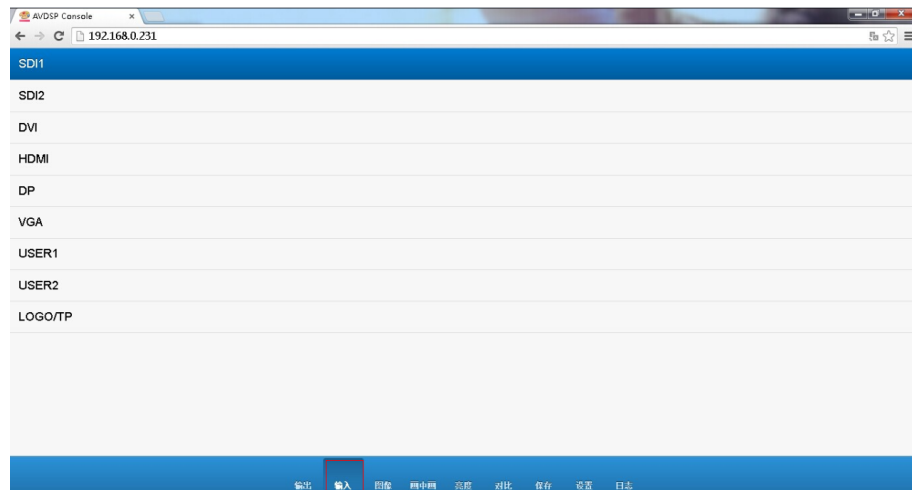 AVDSP Console
192.168.0.231
SDI1
SDI2
DVI
HDMI
DP
VGA
USER1
USER2
LOGO/TP
输出 输入 图像 画中画 亮度 对比 保存 设置 日志